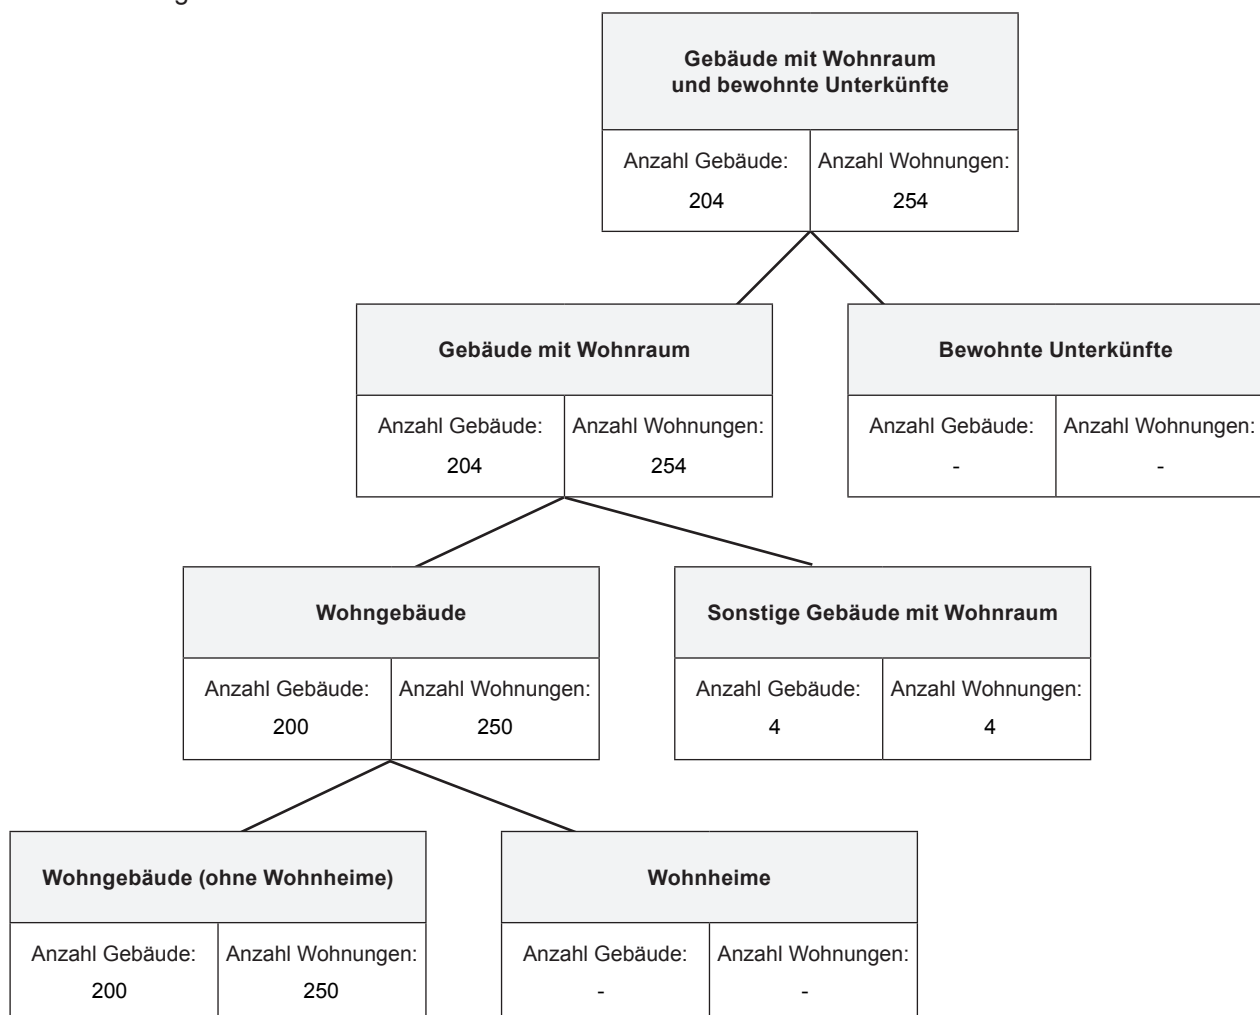 Gebäude mit Wohnraum
und bewohnte Unterkünfte
Anzahl Gebäude: Anzahl Wohnungen:
204 254
Gebäude mit Wohnraum
Anzahl Gebäude: Anzahl Wohnungen:
204 254
Bewohnte Unterkünfte
Anzahl Gebäude: Anzahl Wohnungen:
- -
Wohngebäude
Anzahl Gebäude: Anzahl Wohnungen:
200 250
Sonstige Gebäude mit Wohnraum
Anzahl Gebäude: Anzahl Wohnungen:
4 4
Wohngebäude (ohne Wohnheime)
Anzahl Gebäude: Anzahl Wohnungen:
200 250
Wohnheime
Anzahl Gebäude: Anzahl Wohnungen:
- -